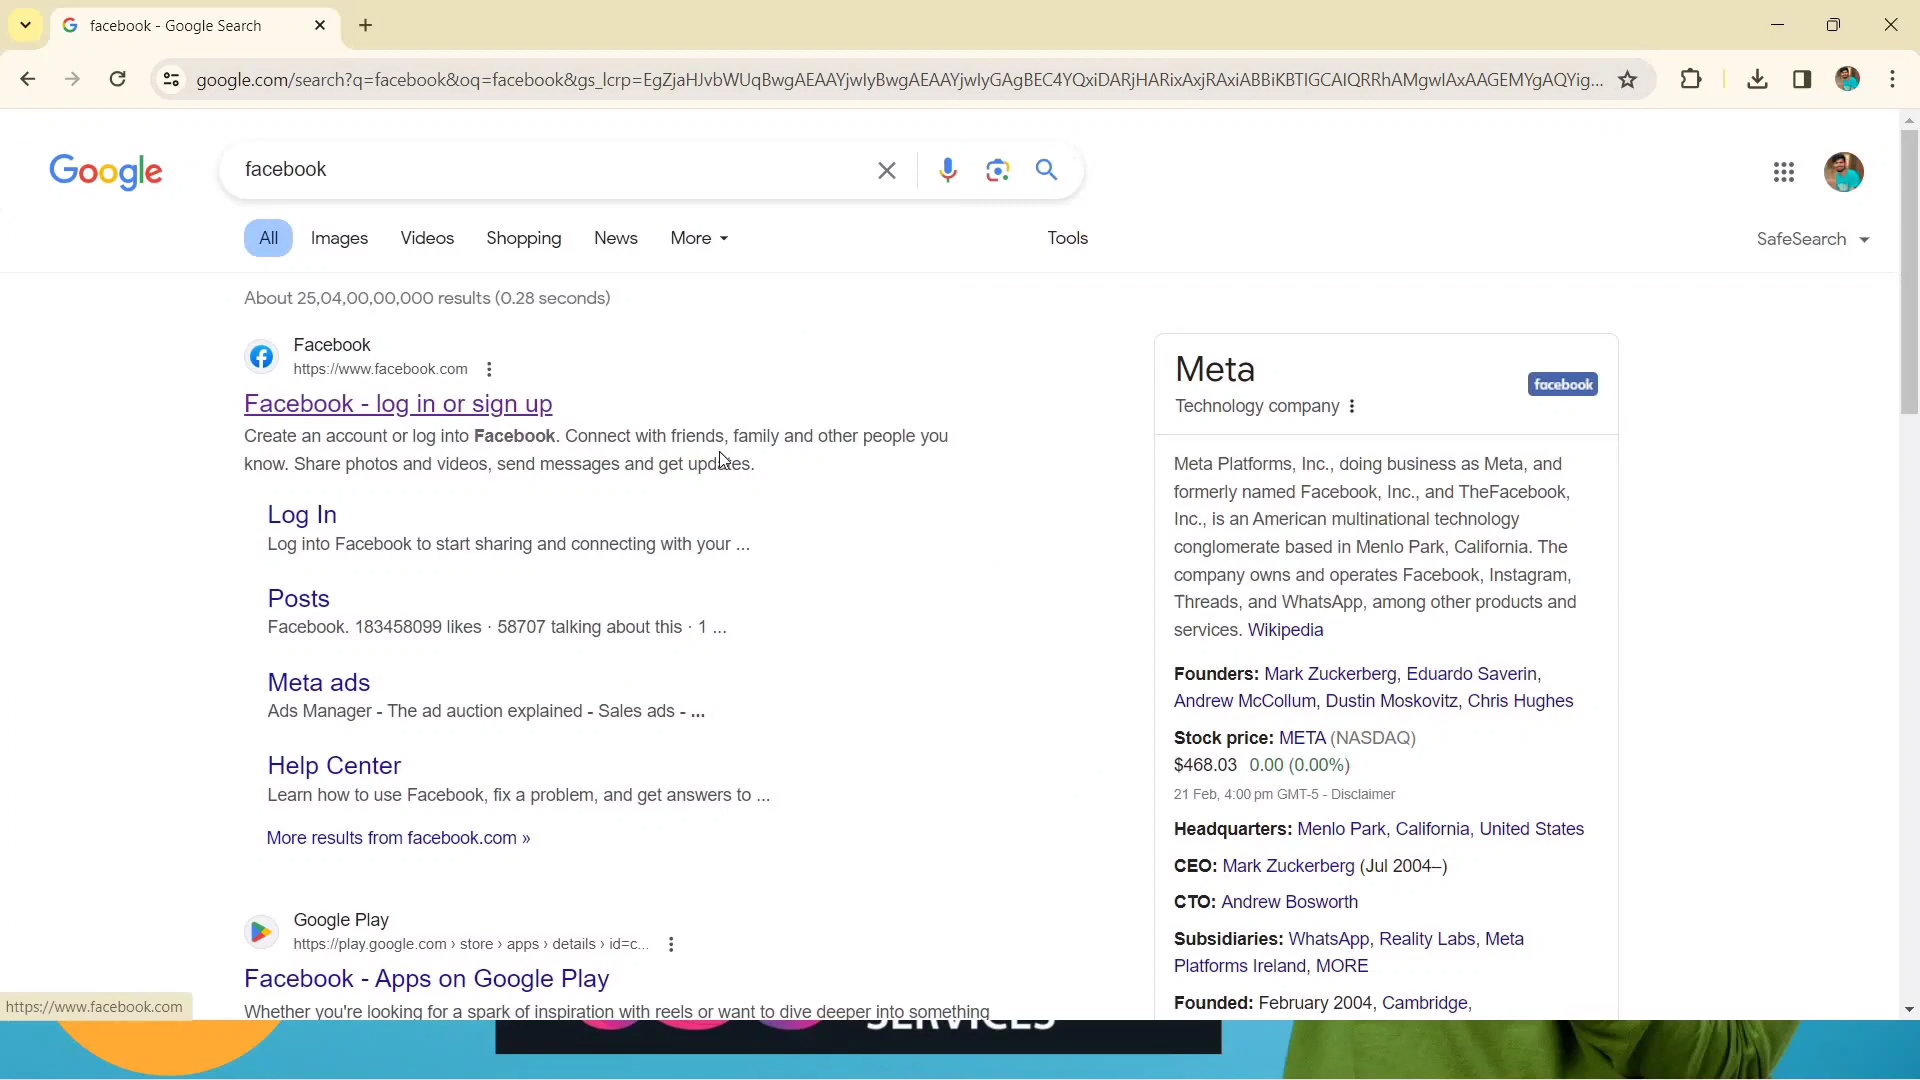 facebook - Google Search
google.com/search?q=facebook&oq=facebook&gs_lcrp=EgZjaHJvbWUqBwgAEAAYjwIyBwgAEAAYjwIyGAgBEC4YQxiDARjHARixAxjRAxiABBiKBTIGCAIQRRhAMgwIAxAAGEMYgAQYig...
Google
facebook
All Images Videos Shopping News More Tools SafeSearch
About 25,04,00,00,000 results (0.28 seconds)
Facebook
https://www.facebook.com
Facebook - log in or sign up
Create an account or log into Facebook. Connect with friends, family and other people you
know. Share photos and videos, send messages and get updates.
Log In
Log into Facebook to start sharing and connecting with your ...
Posts
Facebook. 183458099 likes · 58707 talking about this · 1 ...
Meta ads
Ads Manager - The ad auction explained - Sales ads - ...
Help Center
Learn how to use Facebook, fix a problem, and get answers to ...
More results from facebook.com »
Google Play
https://play.google.com › store › apps › details › id=c...
Facebook - Apps on Google Play
Whether you're looking for a spark of inspiration with reels or want to dive deeper into something
Meta
facebook
Technology company
Meta Platforms, Inc., doing business as Meta, and
formerly named Facebook, Inc., and TheFacebook,
Inc., is an American multinational technology
conglomerate based in Menlo Park, California. The
company owns and operates Facebook, Instagram,
Threads, and WhatsApp, among other products and
services. Wikipedia
Founders: Mark Zuckerberg, Eduardo Saverin,
Andrew McCollum, Dustin Moskovitz, Chris Hughes
Stock price: META (NASDAQ)
$468.03 0.00 (0.00%)
21 Feb, 4:00 pm GMT-5 - Disclaimer
Headquarters: Menlo Park, California, United States
CEO: Mark Zuckerberg (Jul 2004–)
CTO: Andrew Bosworth
Subsidiaries: WhatsApp, Reality Labs, Meta
Platforms Ireland, MORE
Founded: February 2004, Cambridge,
https://www.facebook.com
SERVICES